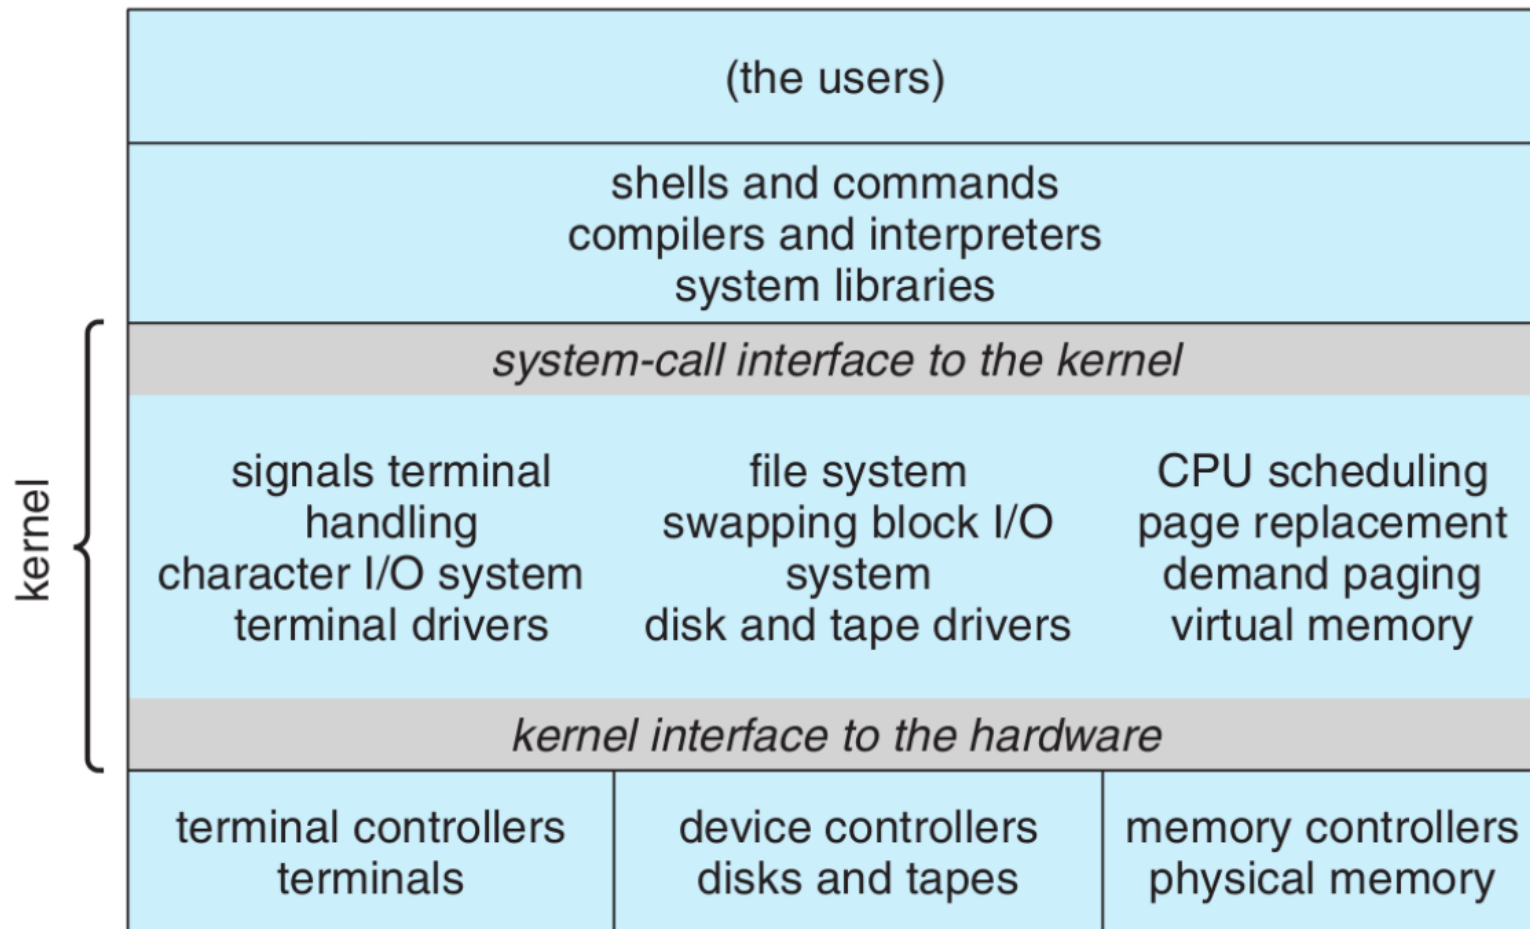 (the users)
shells and commands
compilers and interpreters
system libraries
kernel
system-call interface to the kernel
signals terminal
handling
character I/O system
terminal drivers
file system
swapping block I/O
system
disk and tape drivers
CPU scheduling
page replacement
demand paging
virtual memory
kernel interface to the hardware
terminal controllers
terminals
device controllers
disks and tapes
memory controllers
physical memory